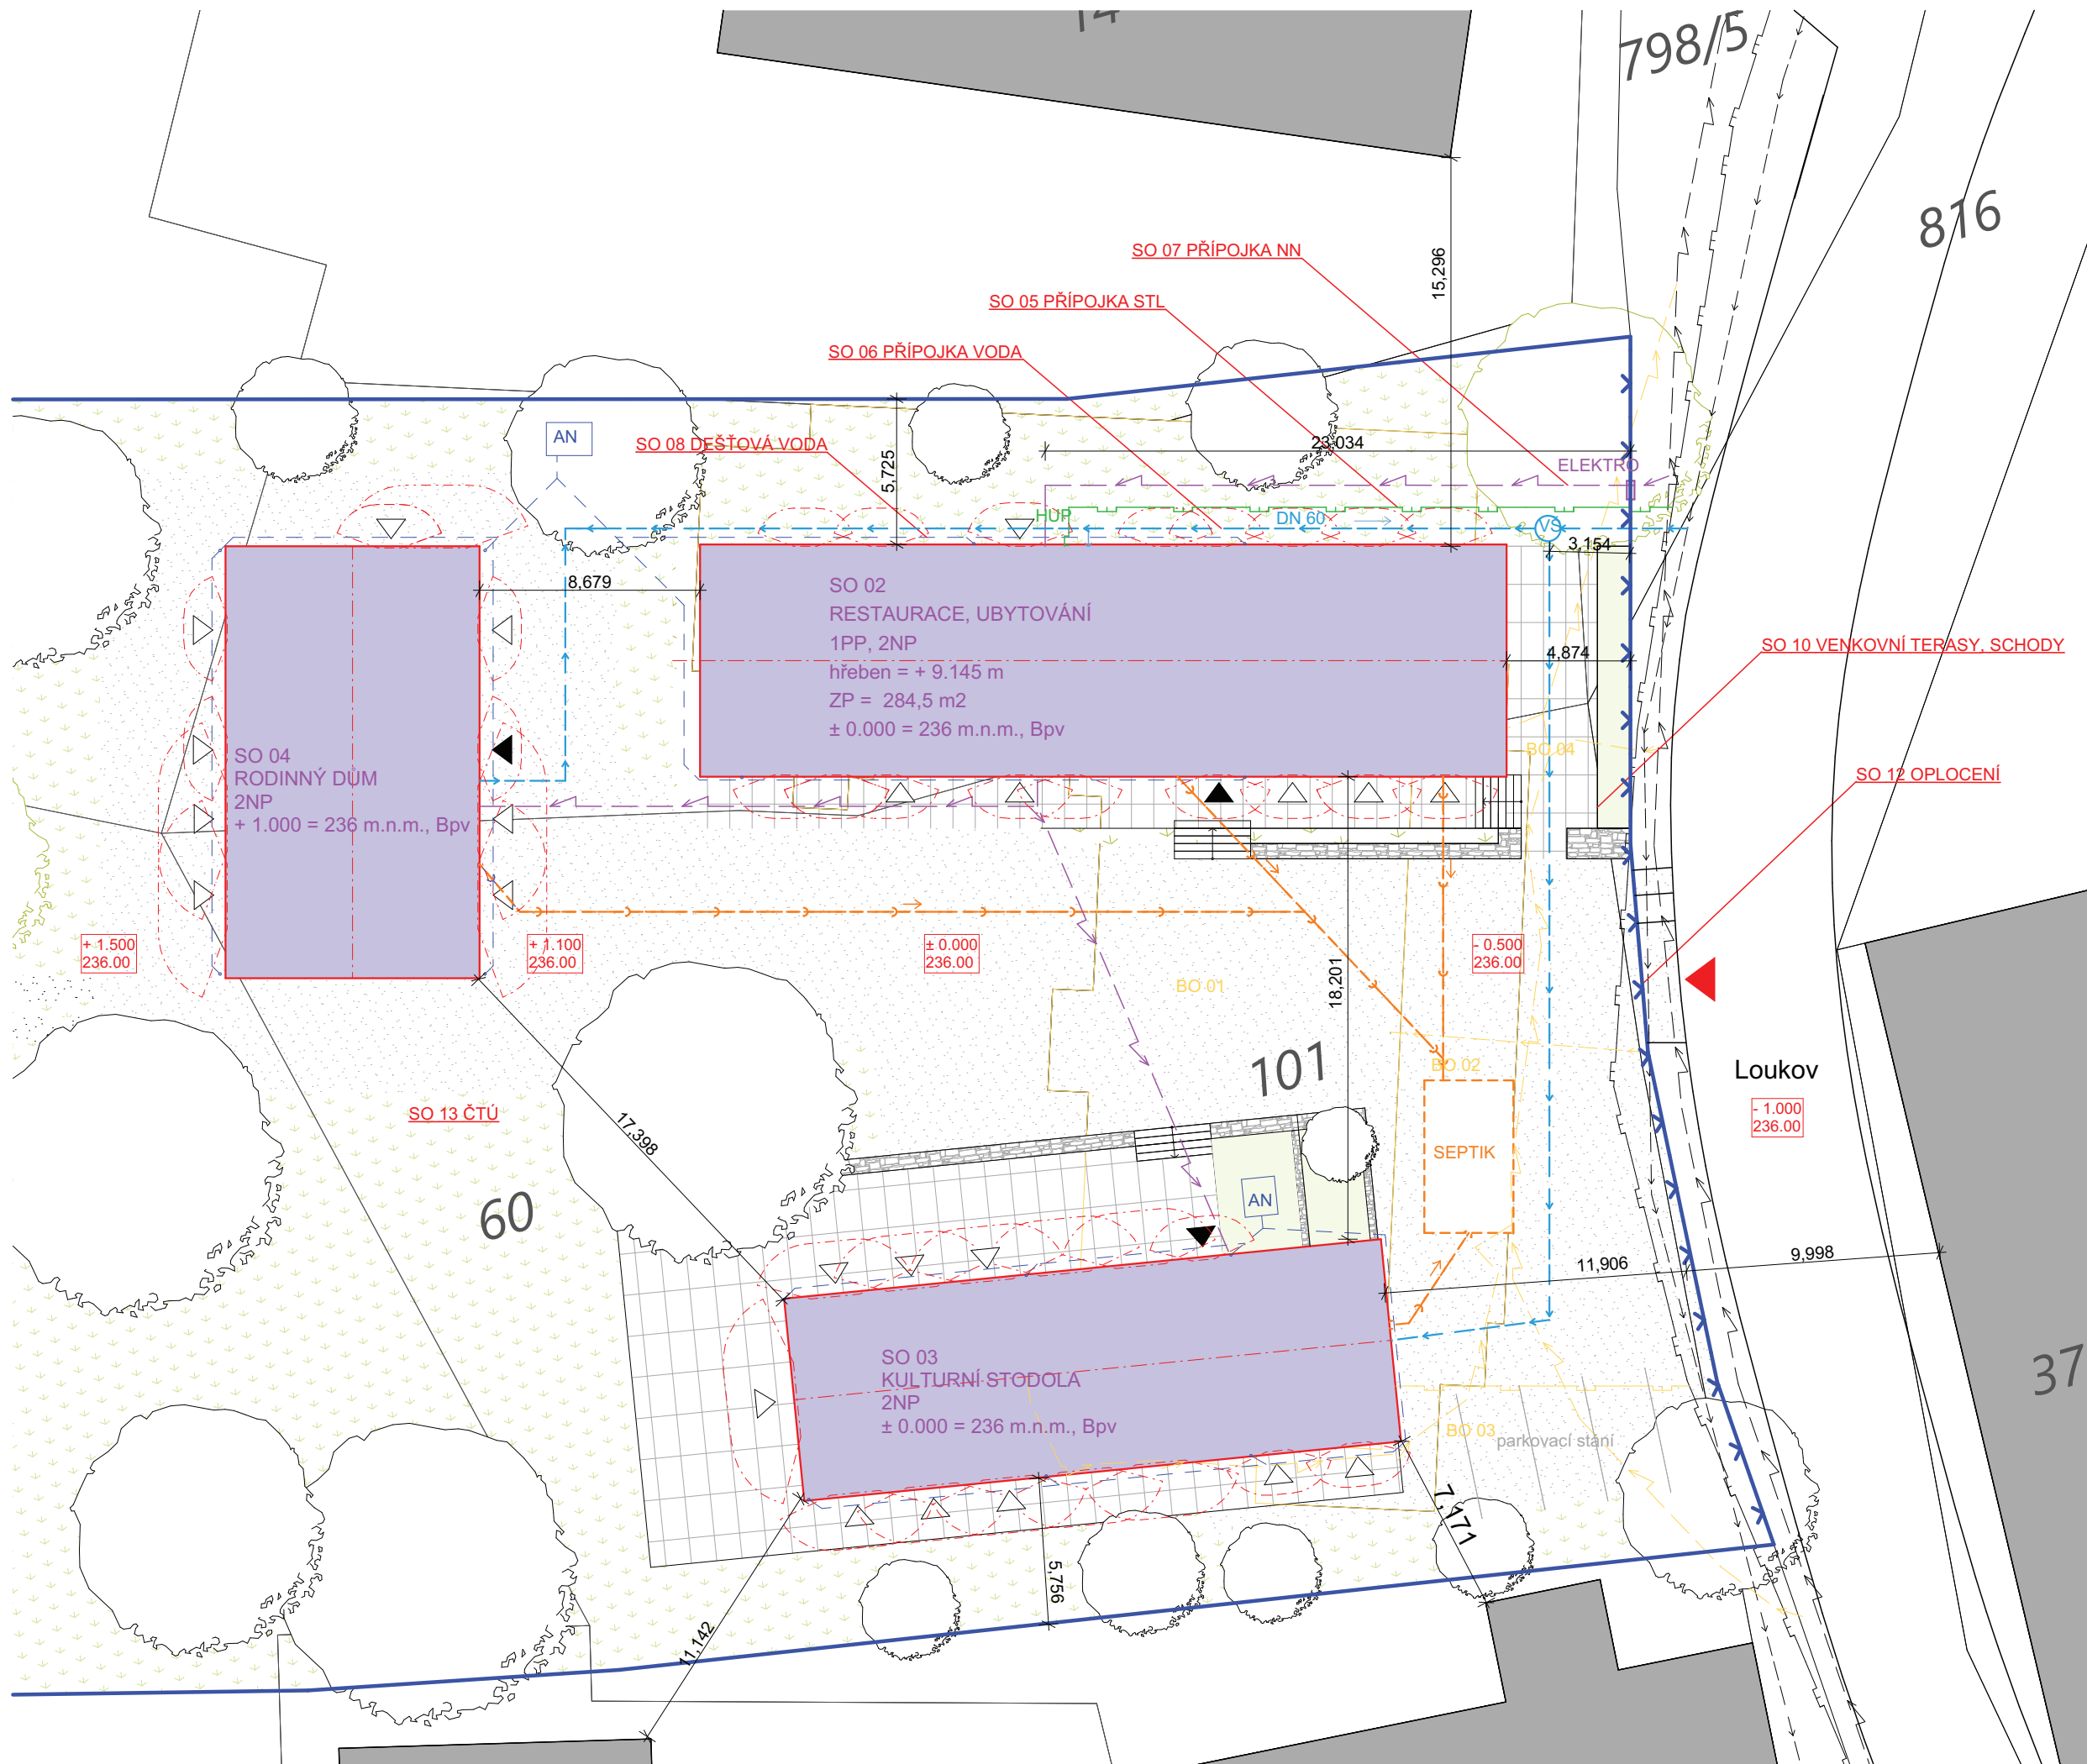 14
798/5
816
SO 07 PŘÍPOJKA NN
15,296
SO 05 PŘÍPOJKA STL
SO 06 PŘÍPOJKA VODA
AN
SO 08 DEŠŤOVÁ VODA
5,725
23,034
ELEKTRO
HUP
DN 60
VŠ
3,154
8,679
SO 02
RESTAURACE, UBYTOVÁNÍ
1PP, 2NP
hřeben = + 9.145 m
ZP = 284,5 m2
± 0.000 = 236 m.n.m., Bpv
4,874
SO 10 VENKOVNÍ TERASY, SCHODY
SO 04
RODINNÝ DŮM
2NP
+ 1.000 = 236 m.n.m., Bpv
BO 04
SO 12 OPLOCENÍ
+ 1.500
236.00
+ 1.100
236.00
± 0.000
236.00
- 0.500
236.00
18,201
BO 01
101
BO 02
Loukov
- 1.000
236.00
SO 13 ČTÚ
17,398
SEPTIK
60
AN
11,906
9,998
SO 03
KULTURNÍ STODOLA
2NP
± 0.000 = 236 m.n.m., Bpv
37
BO 03
parkovací stání
7,171
5,756
11,142